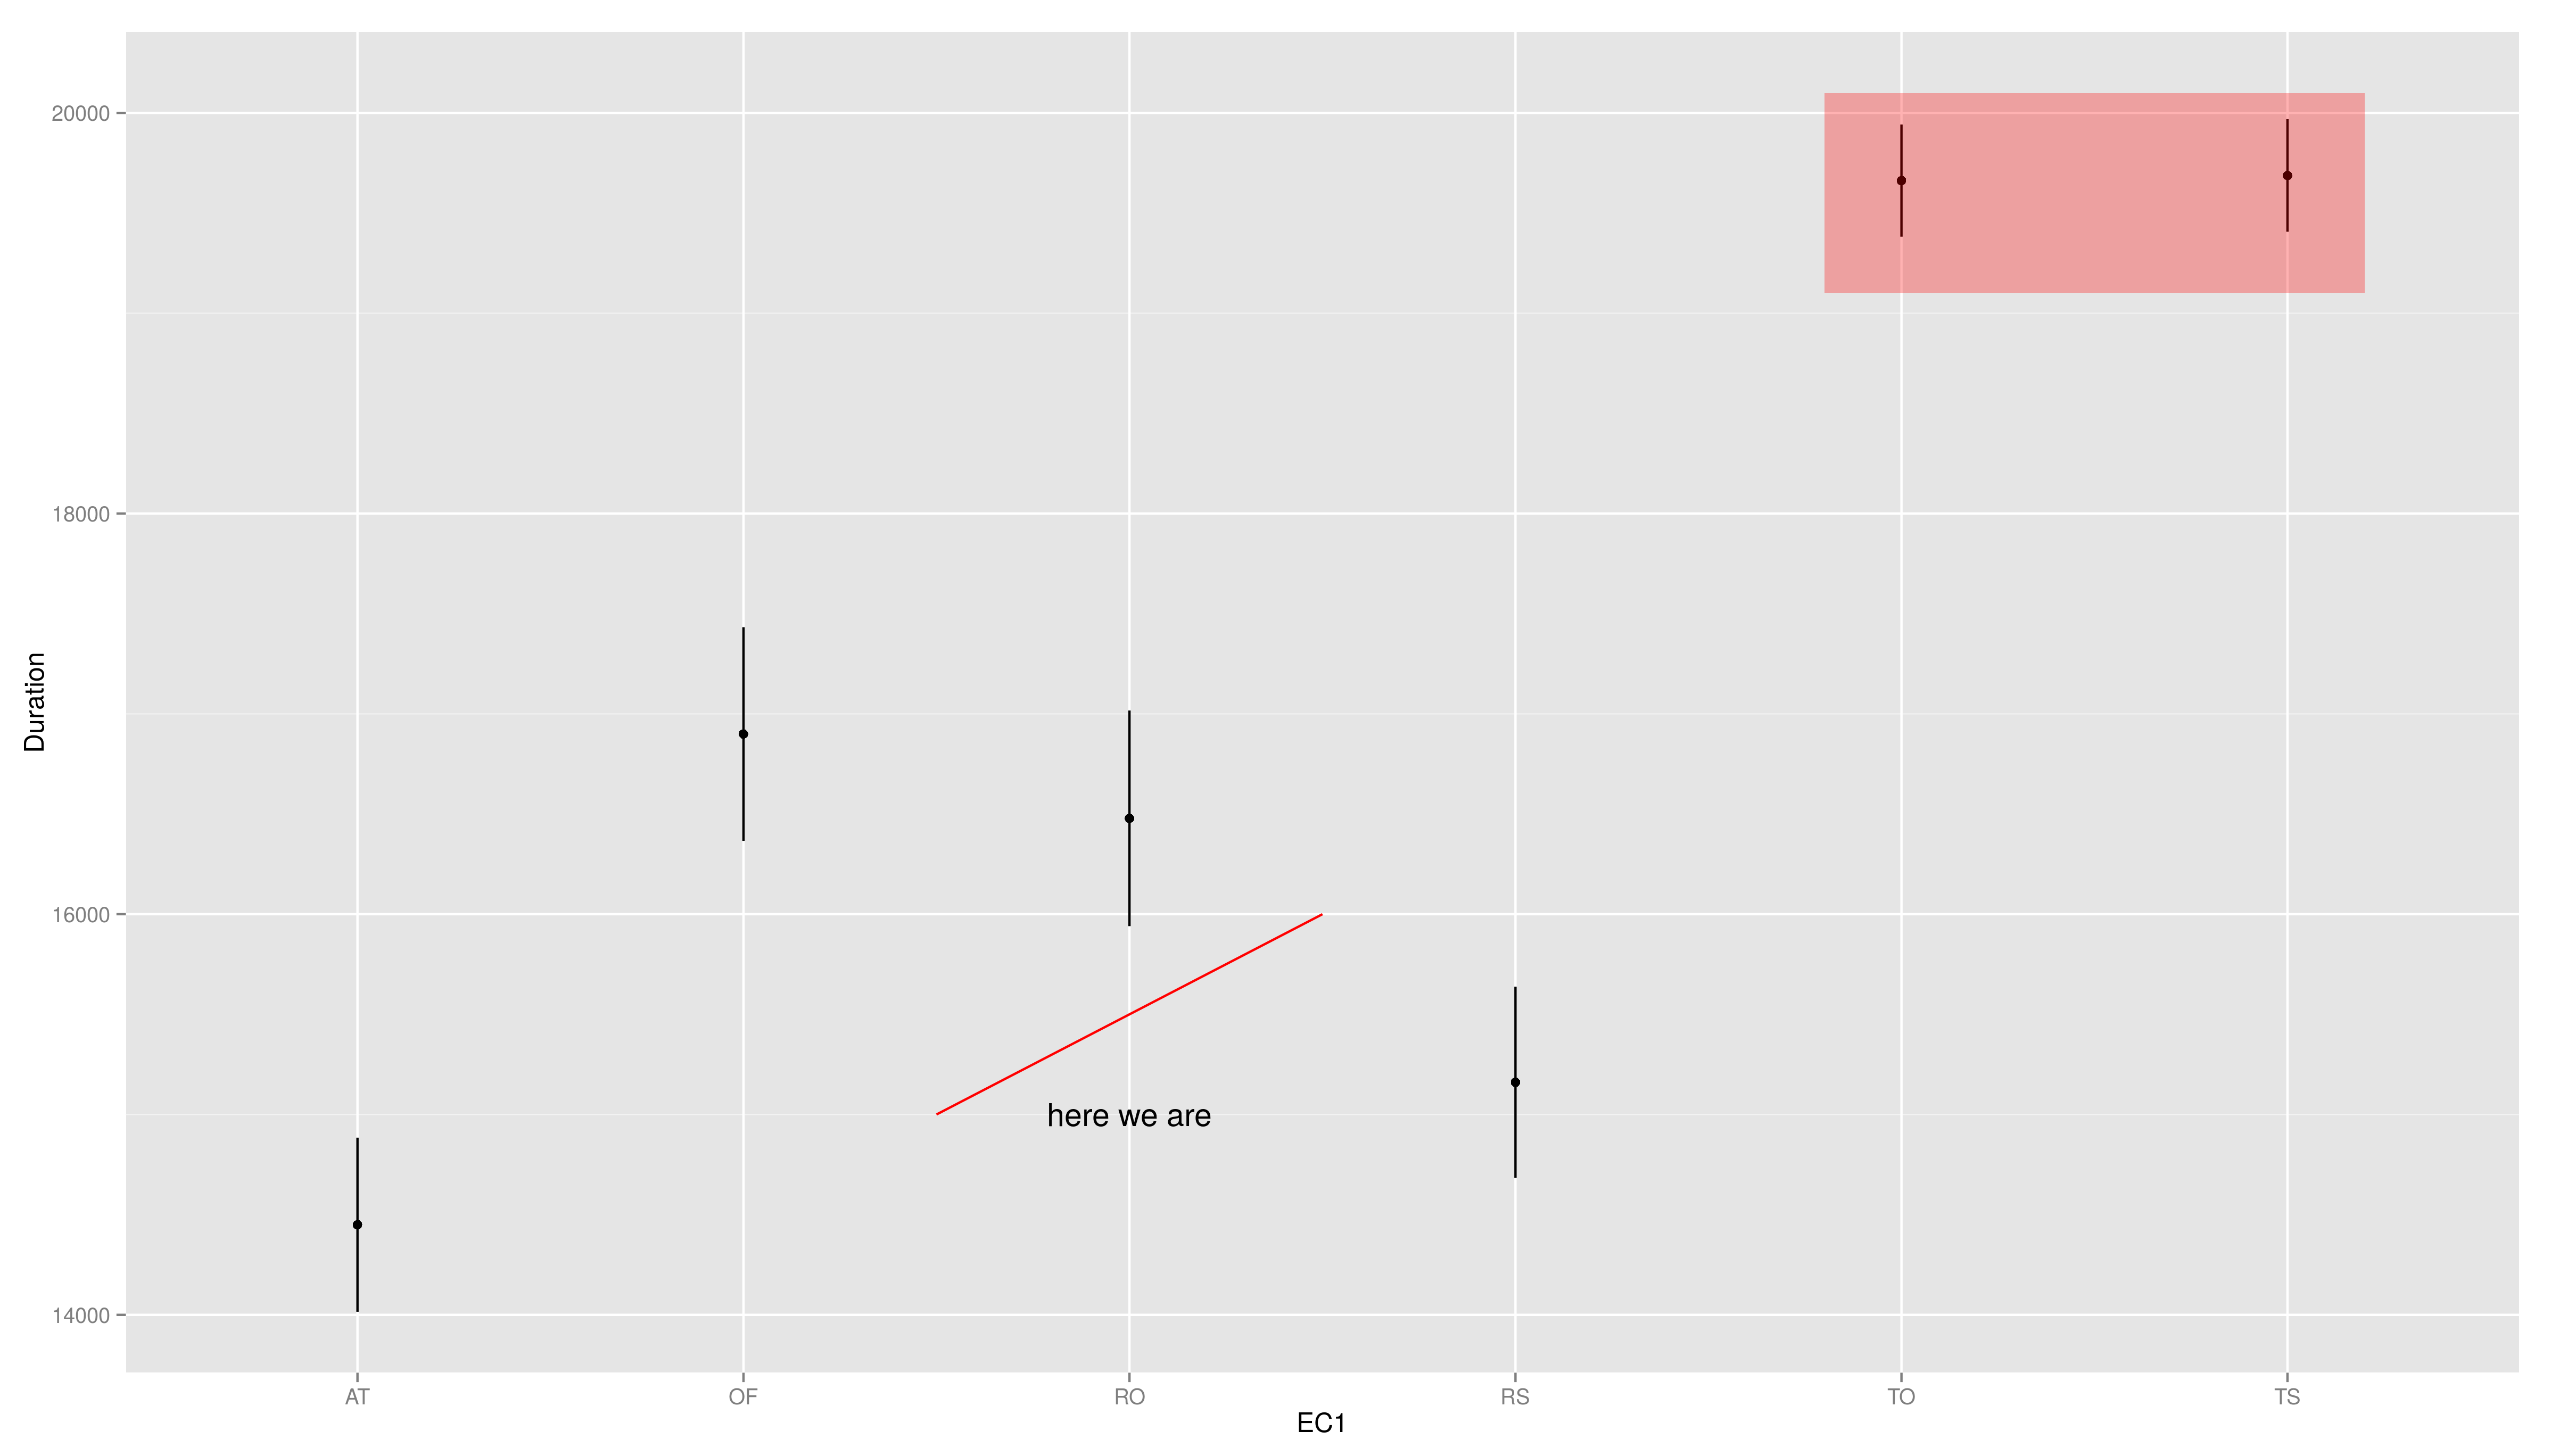 20000
18000
16000
14000
Duration
here we are
AT OF RO RS TO TS
EC1